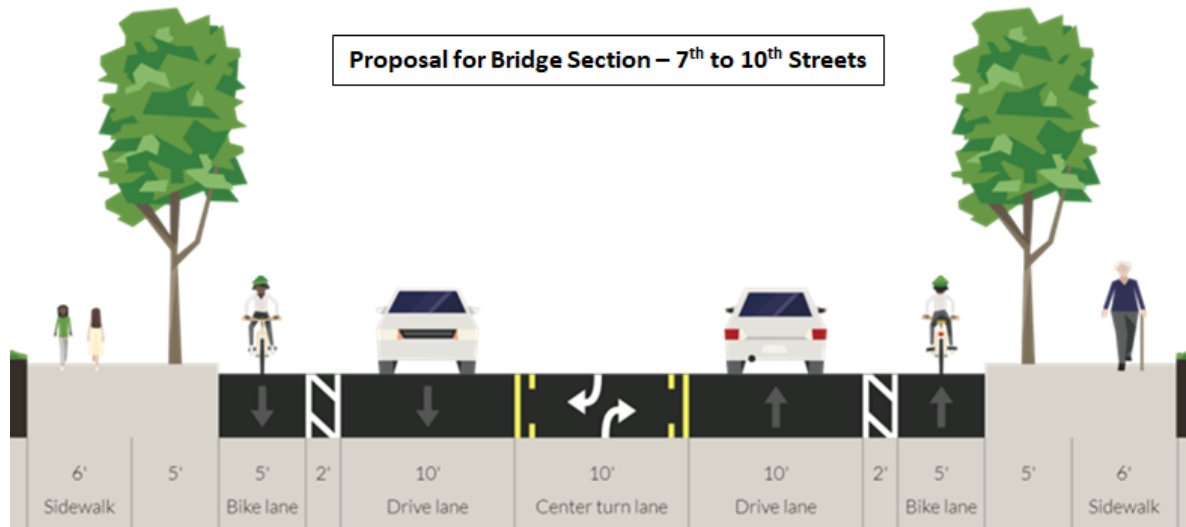 Proposal for Bridge Section – 7th to 10th Streets
6' 5' 5' 2' 10' 10' 10' 2' 5' 5' 6'
Sidewalk Bike lane Drive lane Center turn lane Drive lane Bike lane Sidewalk